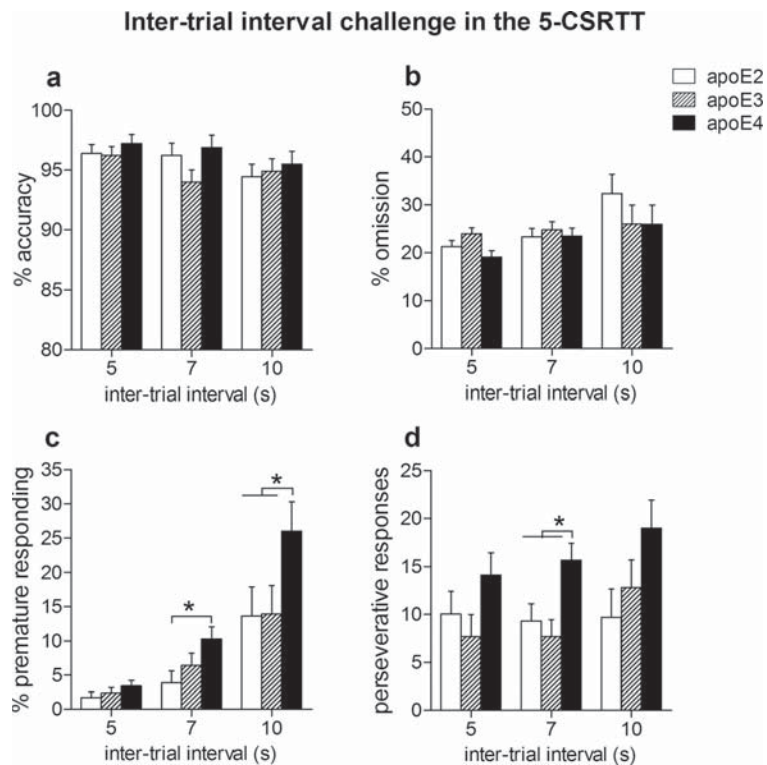 Inter-trial interval challenge in the 5-CSRTT
a
100
95
90
85
80
% accuracy
5 7 10
inter-trial interval (s)
b
50
40
30
20
10
0
% omission
5 7 10
inter-trial interval (s)
apoE2
apoE3
apoE4
c
35
30
25
20
15
10
5
0
% premature responding
*
*
5 7 10
inter-trial interval (s)
d
25
20
15
10
5
0
perseverative responses
*
5 7 10
inter-trial interval (s)